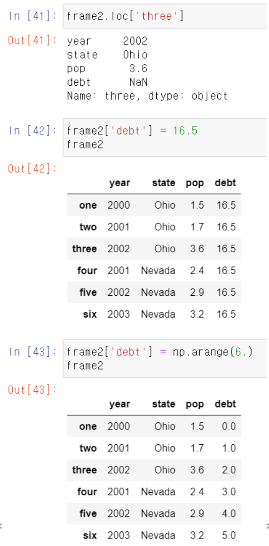 In [41]: frame2.loc['three']
Out[41]: year 2002
state Ohio
pop 3.6
debt NaN
Name: three, dtype: object
In [42]: frame2['debt'] = 16.5
frame2
Out[42]:
year state pop debt
one 2000 Ohio 1.5 16.5
two 2001 Ohio 1.7 16.5
three 2002 Ohio 3.6 16.5
four 2001 Nevada 2.4 16.5
five 2002 Nevada 2.9 16.5
six 2003 Nevada 3.2 16.5
In [43]: frame2['debt'] = np.arange(6.)
frame2
Out[43]:
year state pop debt
one 2000 Ohio 1.5 0.0
two 2001 Ohio 1.7 1.0
three 2002 Ohio 3.6 2.0
four 2001 Nevada 2.4 3.0
five 2002 Nevada 2.9 4.0
six 2003 Nevada 3.2 5.0